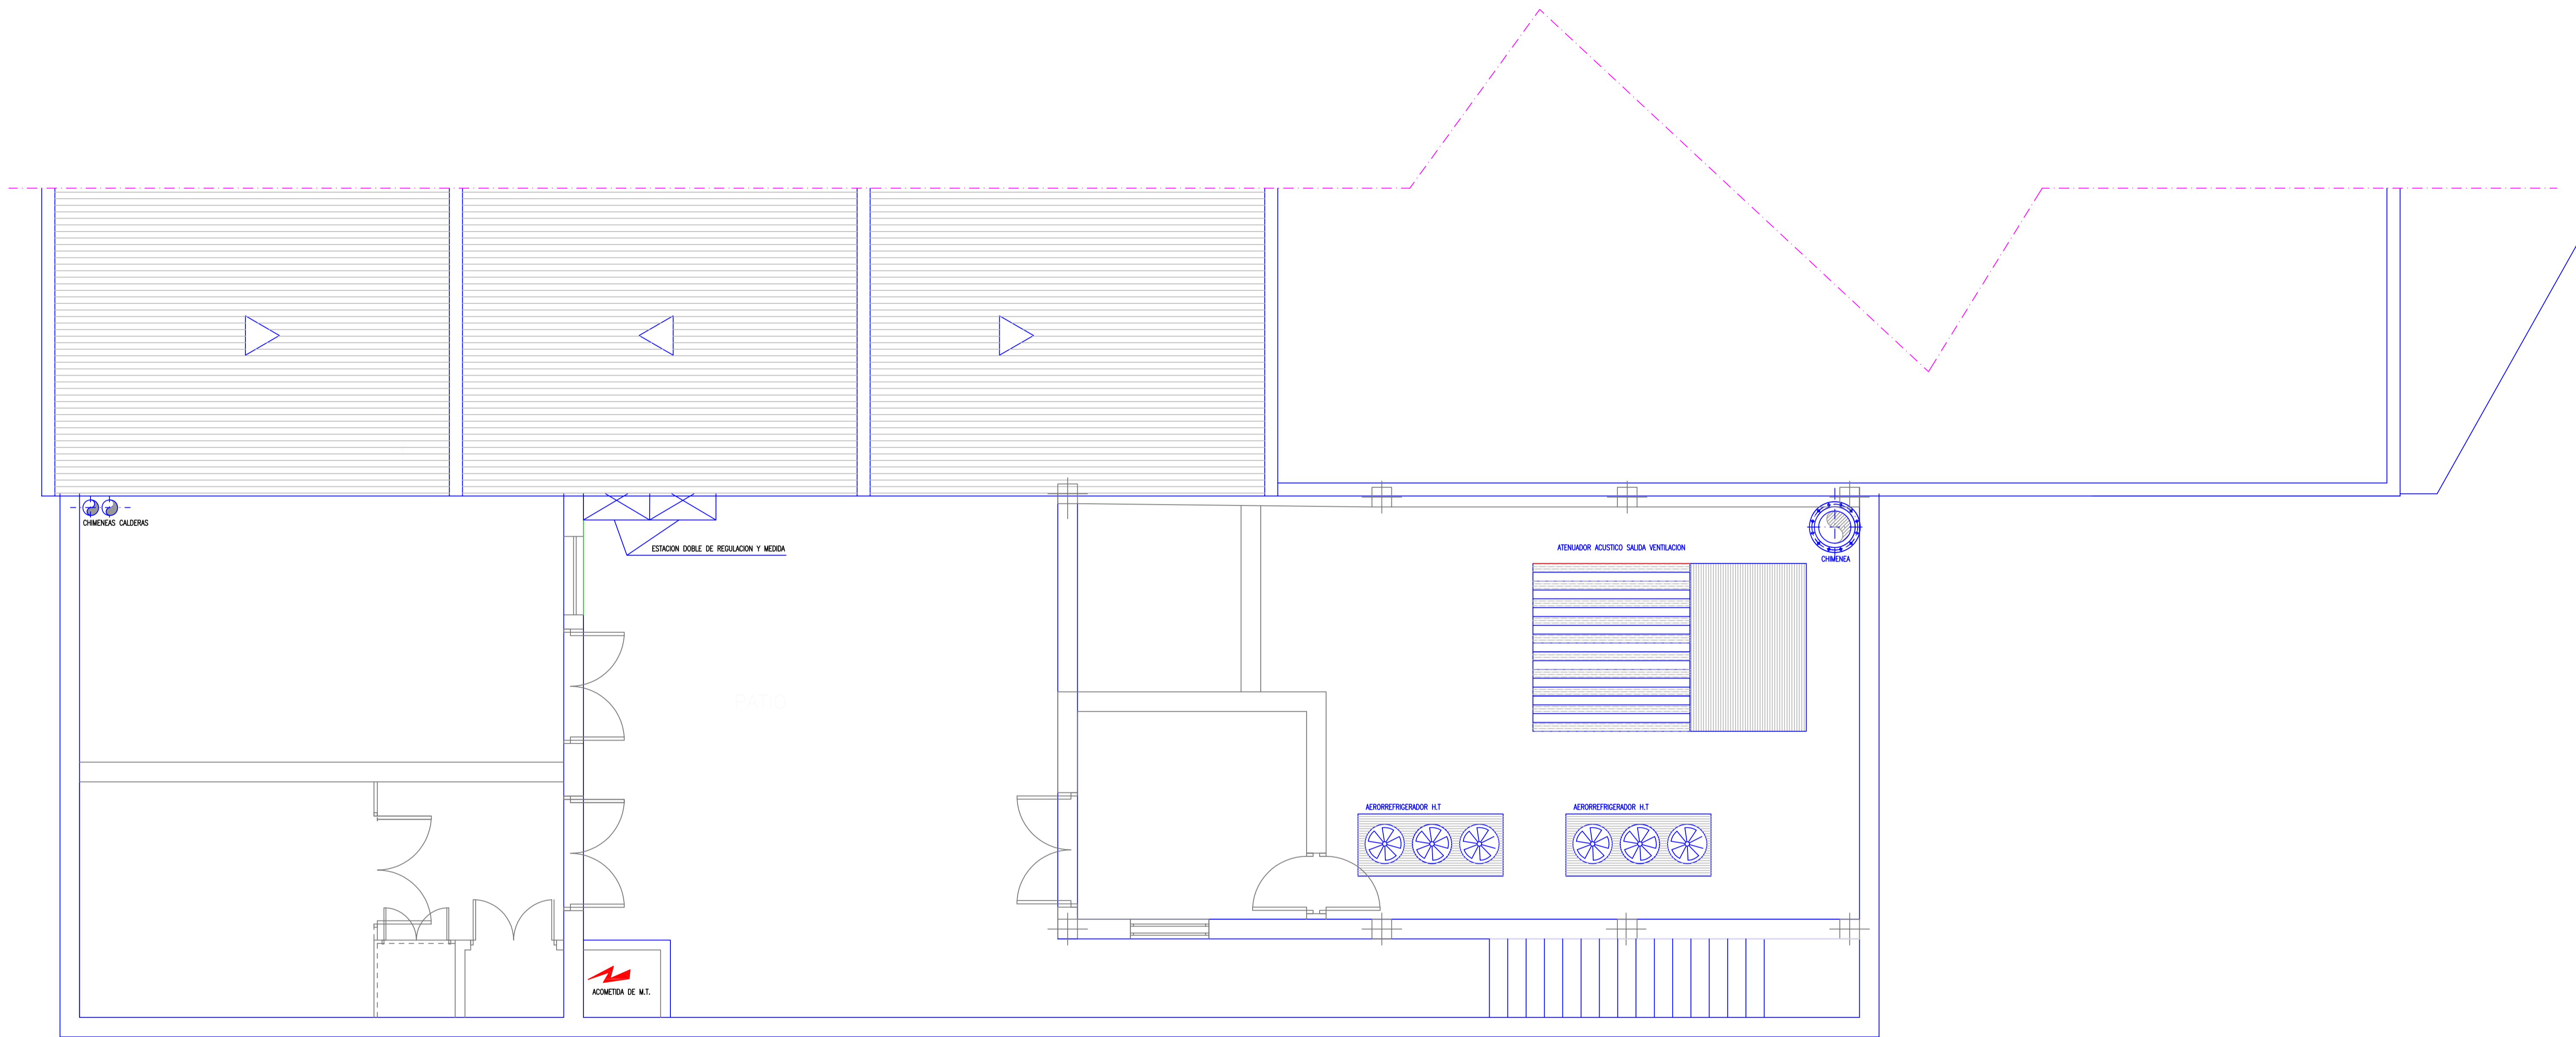 CHIMENEAS CALDERAS
ESTACION DOBLE DE REGULACION Y MEDIDA
ATENUADOR ACUSTICO SALIDA VENTILACION
CHIMENEA
AERORREFRIGERADOR H.T
AERORREFRIGERADOR H.T
ACOMETIDA DE M.T.